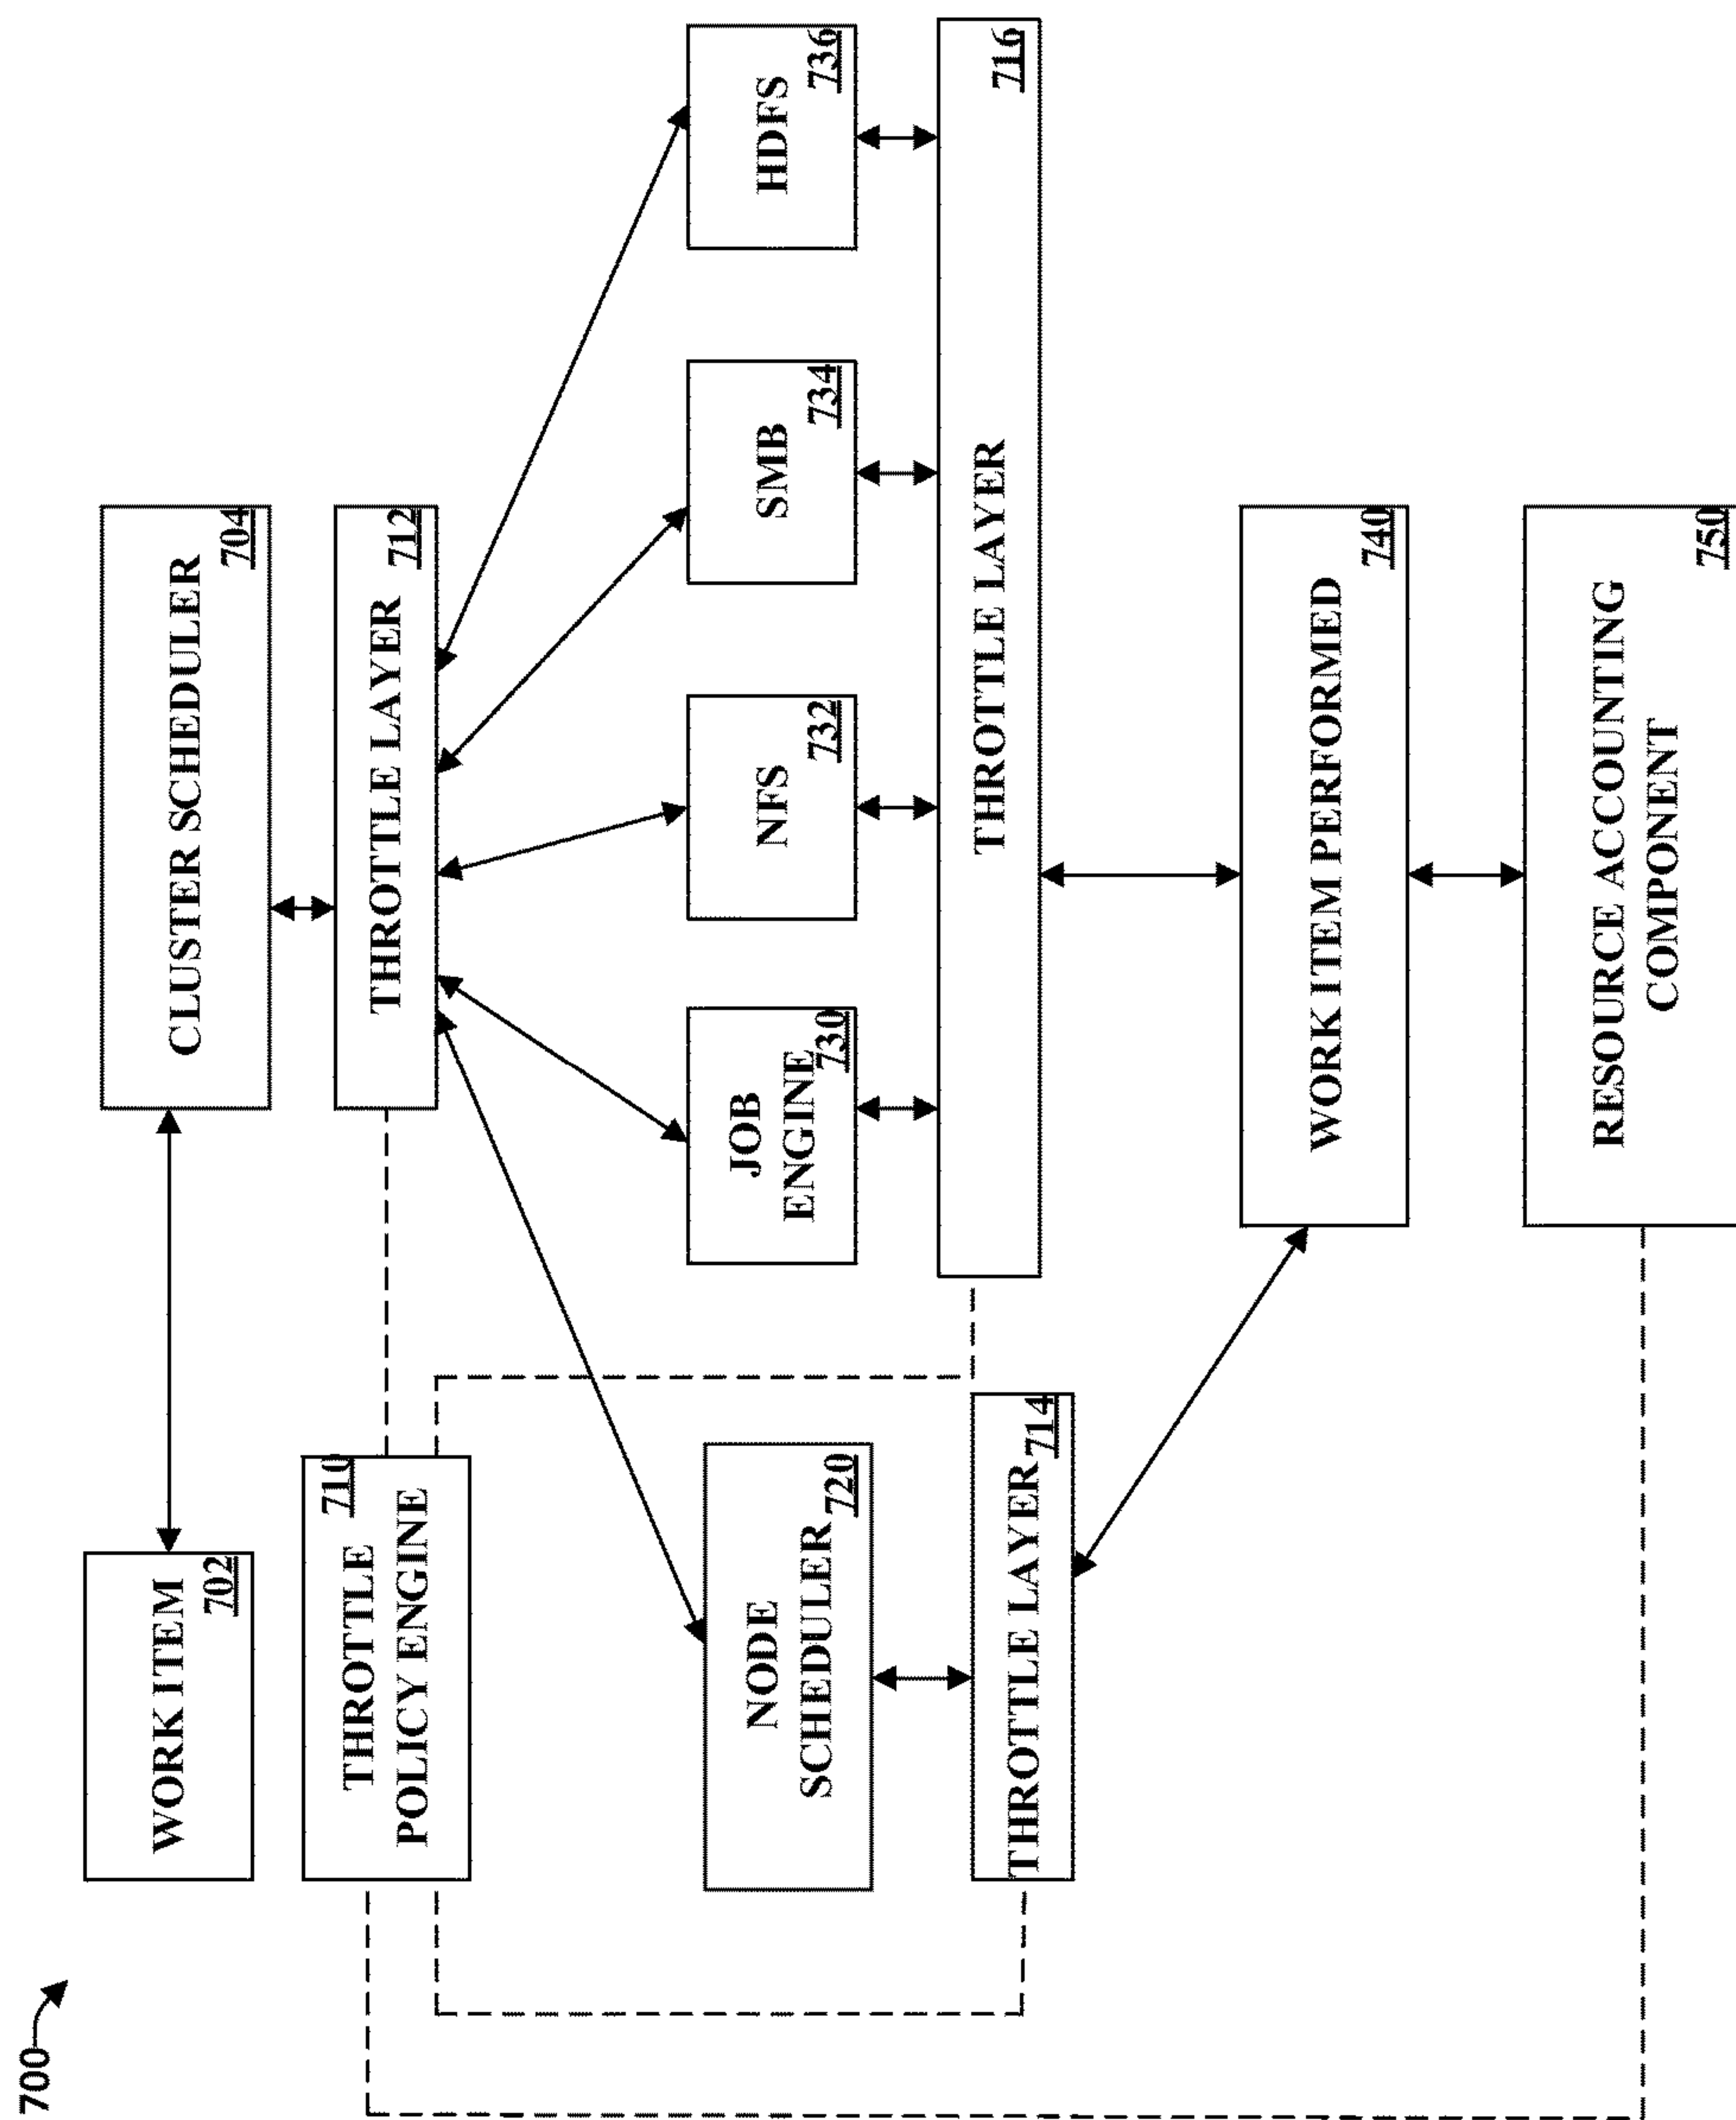 700
WORK ITEM
702
CLUSTER SCHEDULER
704
THROTTLE
POLICY ENGINE
710
THROTTLE LAYER
712
NODE
SCHEDULER
720
JOB
ENGINE
730
NFS
732
SMB
734
HDFS
736
THROTTLE LAYER
714
THROTTLE LAYER
716
WORK ITEM PERFORMED
740
RESOURCE ACCOUNTING
COMPONENT
750